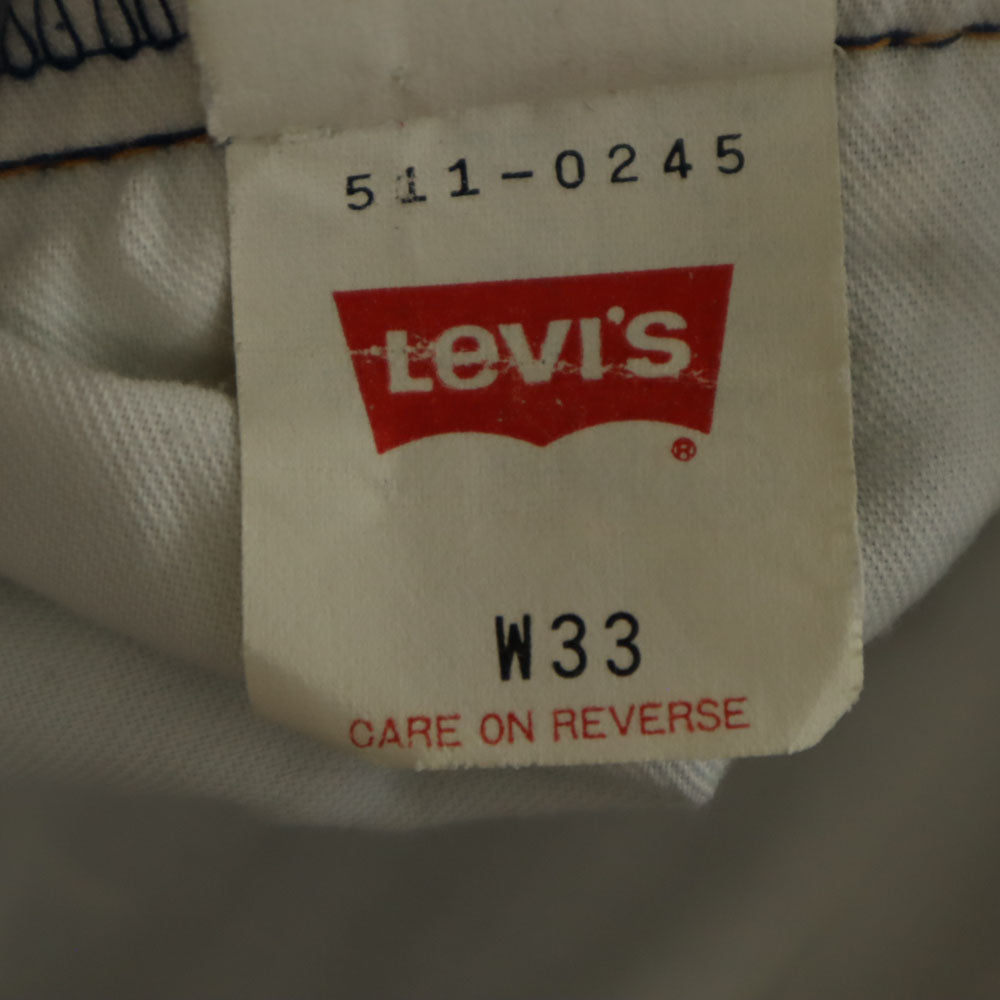 511-0245
LEVI'S
®
W33
CARE ON REVERSE